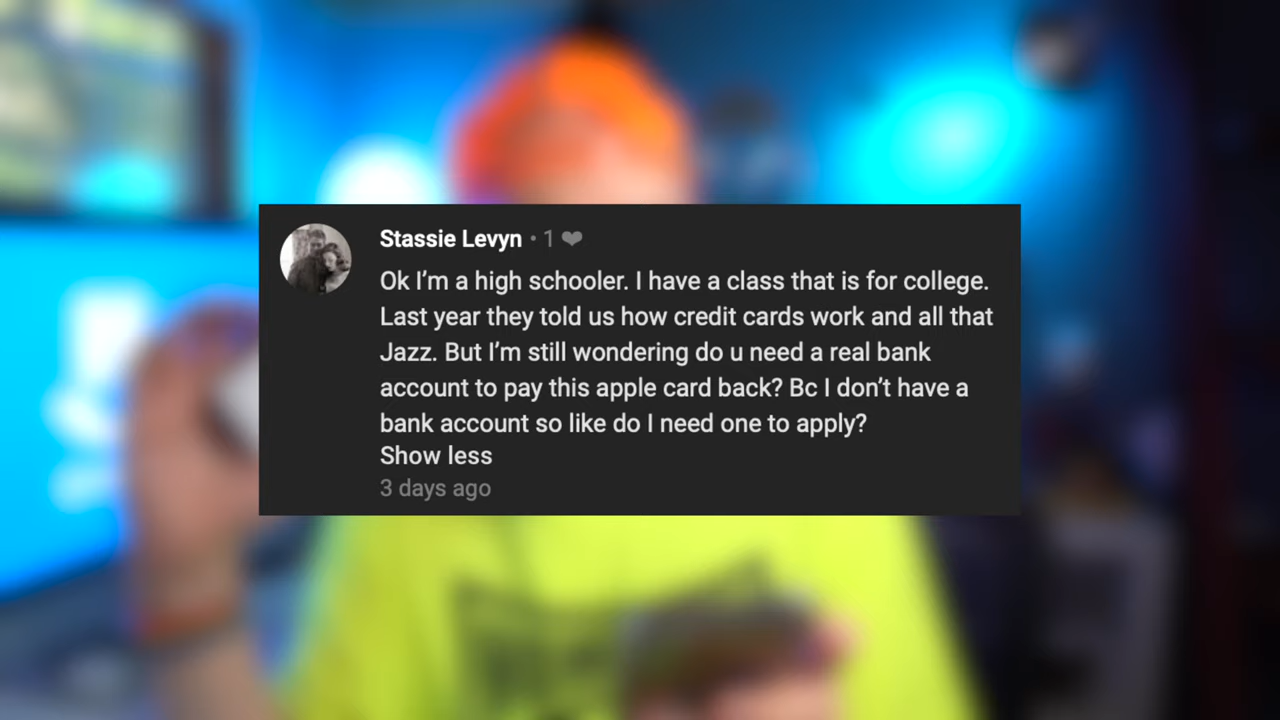 Stassie Levyn • 1 ❤
Ok I’m a high schooler. I have a class that is for college.
Last year they told us how credit cards work and all that
Jazz. But I’m still wondering do u need a real bank
account to pay this apple card back? Bc I don’t have a
bank account so like do I need one to apply?
Show less
3 days ago